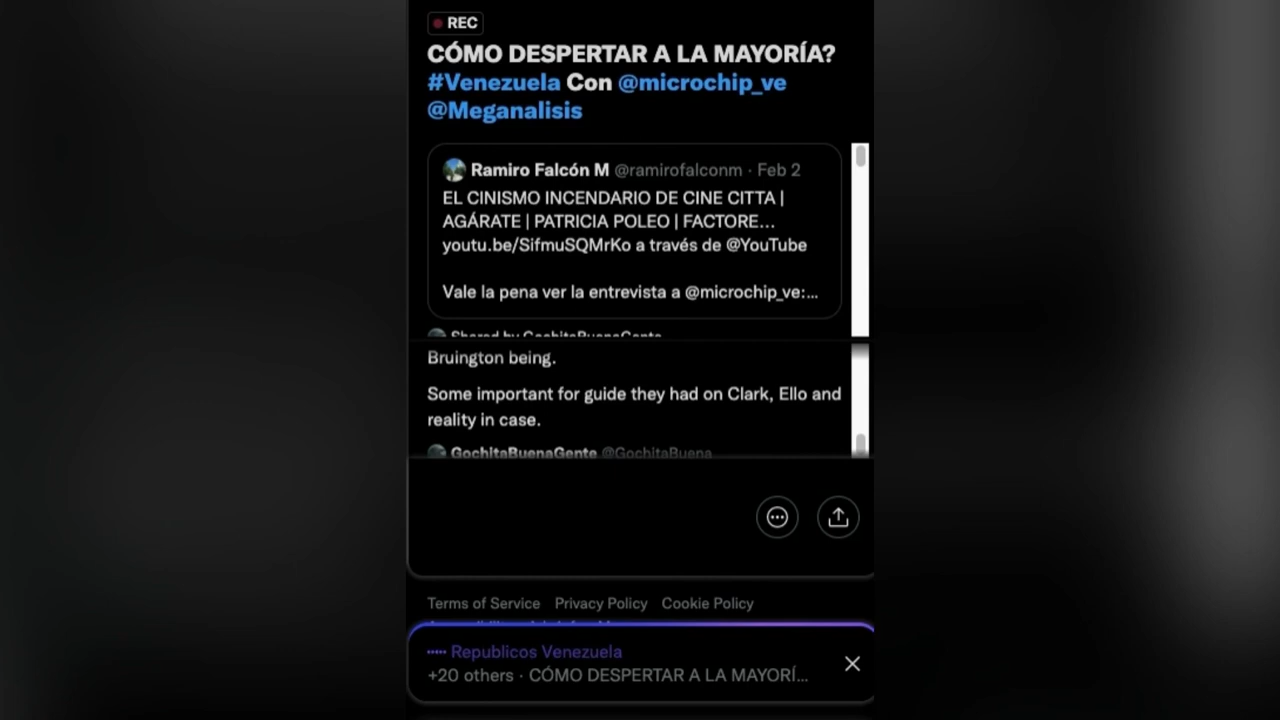 REC
CÓMO DESPERTAR A LA MAYORÍA?
#Venezuela Con @microchip_ve
@Meganalisis
Ramiro Falcón M @ramirofalconm · Feb 2
EL CINISMO INCENDARIO DE CINE CITTA |
AGÁRATE | PATRICIA POLEO | FACTORE...
youtu.be/SifmuSQMrKo a través de @YouTube
Vale la pena ver la entrevista a @microchip_ve:...
Shared by GochitaBuenaGente
Bruington being.
Some important for guide they had on Clark, Ello and
reality in case.
GochitaBuenaGente @GochitaBuena
Terms of Service Privacy Policy Cookie Policy
Republicos Venezuela
+20 others · CÓMO DESPERTAR A LA MAYORÍ...